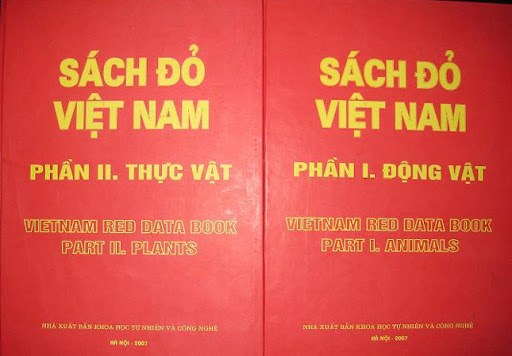 SÁCH ĐỎ
VIỆT NAM
PHẦN II. THỰC VẬT
VIETNAM RED DATA BOOK
PART II. PLANTS
NHÀ XUẤT BẢN KHOA HỌC TỰ NHIÊN VÀ CÔNG NGHỆ
HÀ NỘI - 2007
SÁCH ĐỎ
VIỆT NAM
PHẦN I. ĐỘNG VẬT
VIETNAM RED DATA BOOK
PART I. ANIMALS
NHÀ XUẤT BẢN KHOA HỌC TỰ NHIÊN VÀ CÔNG NGHỆ
HÀ NỘI - 2007